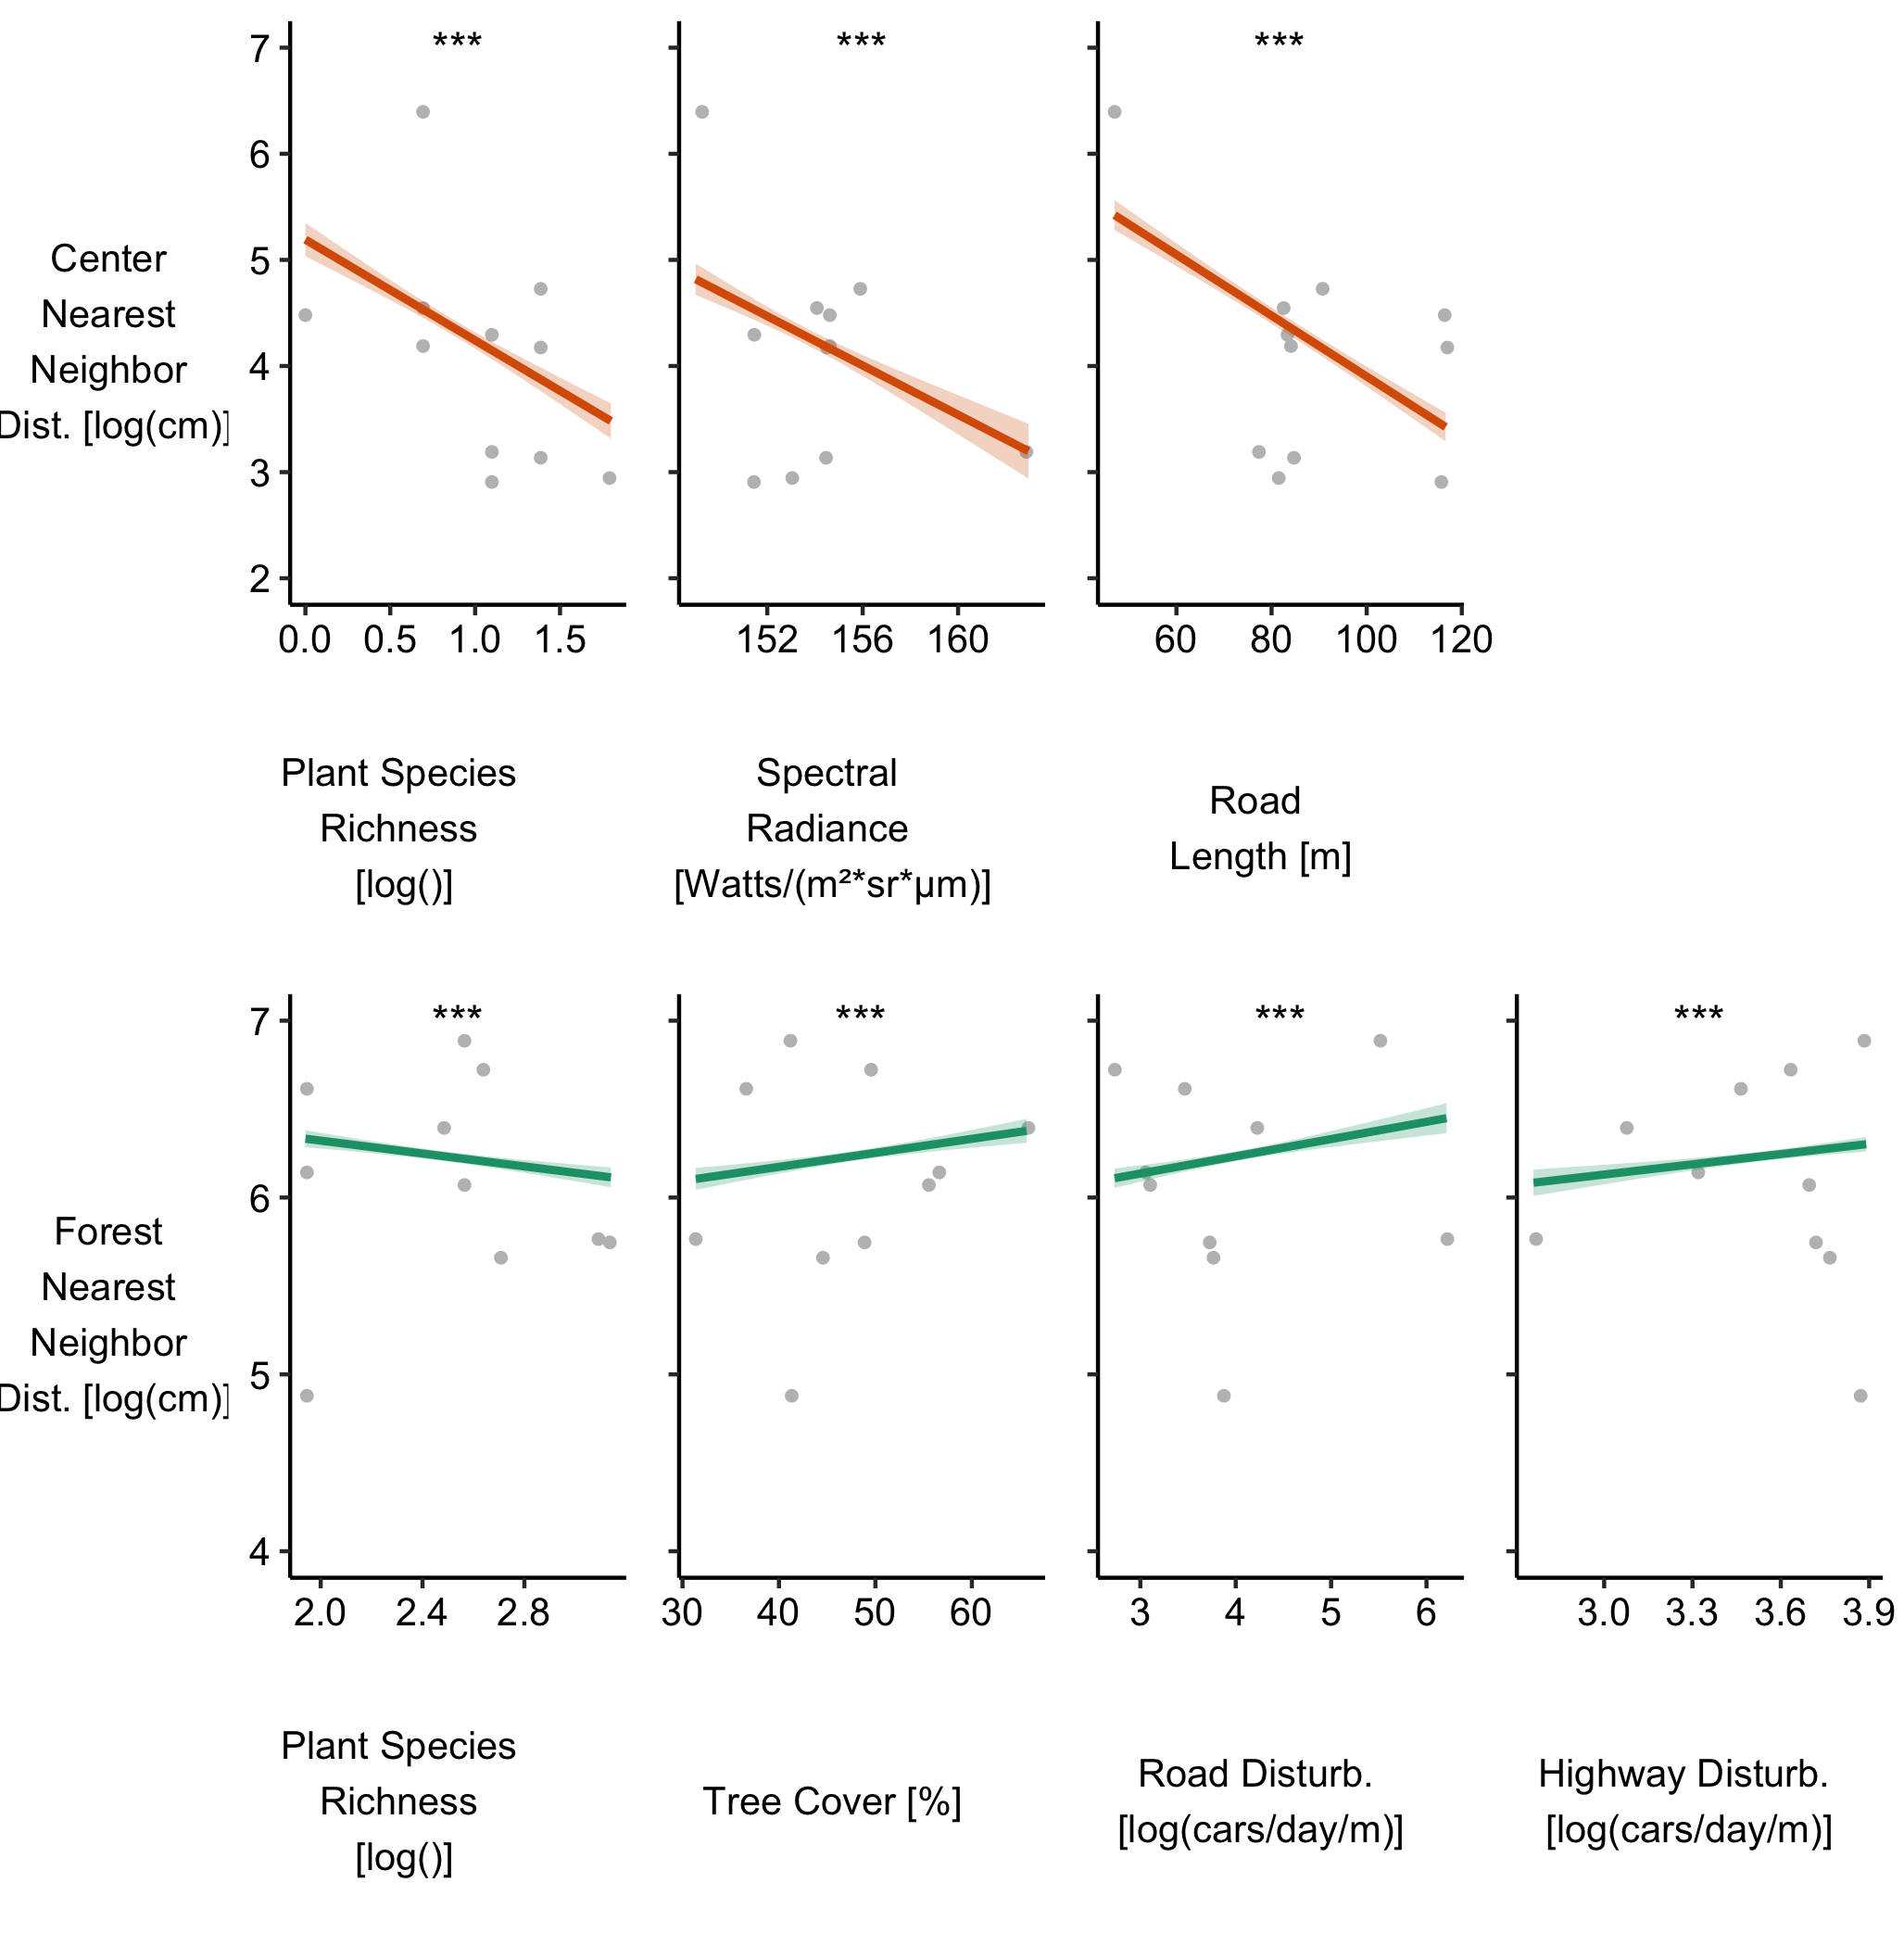 ***
***
***
7
6
5
4
3
2
Center
Nearest
Neighbor
Dist. [log(cm)]
0.0 0.5 1.0 1.5
152 156 160
60 80 100 120
Plant Species
Richness
[log()]
Spectral
Radiance
[Watts/(m²*sr*µm)]
Road
Length [m]
***
***
***
***
7
6
5
4
Forest
Nearest
Neighbor
Dist. [log(cm)]
2.0 2.4 2.8
30 40 50 60
3 4 5 6
3.0 3.3 3.6 3.9
Plant Species
Richness
[log()]
Tree Cover [%]
Road Disturb.
[log(cars/day/m)]
Highway Disturb.
[log(cars/day/m)]